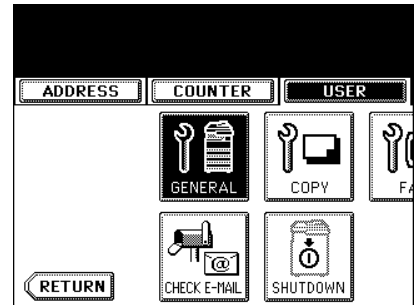 ADDRESS COUNTER USER
GENERAL COPY
CHECK E-MAIL SHUTDOWN
RETURN